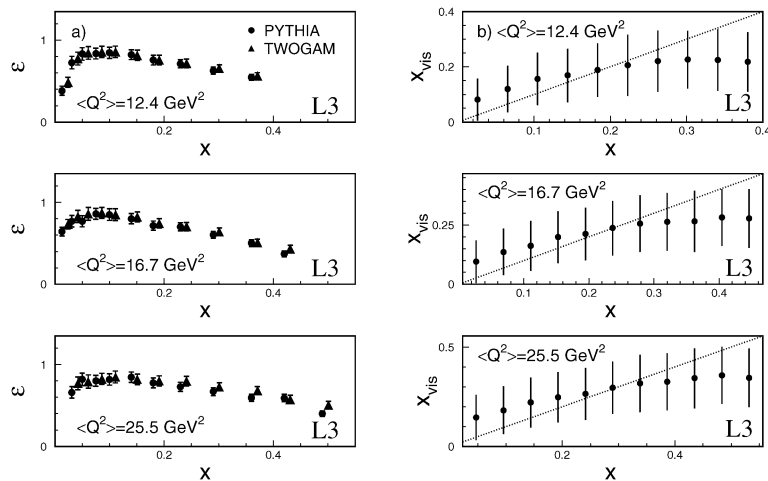 a) ● PYTHIA
▲ TWOGAM
ε
1
0
<Q²>=12.4 GeV²
L3
0.2 0.4
x
b) <Q²>=12.4 GeV²
x_vis
0.4
0.2
0
L3
0.1 0.2 0.3 0.4
x
ε
1
0
<Q²>=16.7 GeV²
L3
0.2 0.4
x
<Q²>=16.7 GeV²
x_vis
0.25
0
L3
0.1 0.2 0.3 0.4
x
ε
1
0
<Q²>=25.5 GeV²
L3
0.2 0.4
x
<Q²>=25.5 GeV²
x_vis
0.5
0
L3
0.2 0.4
x